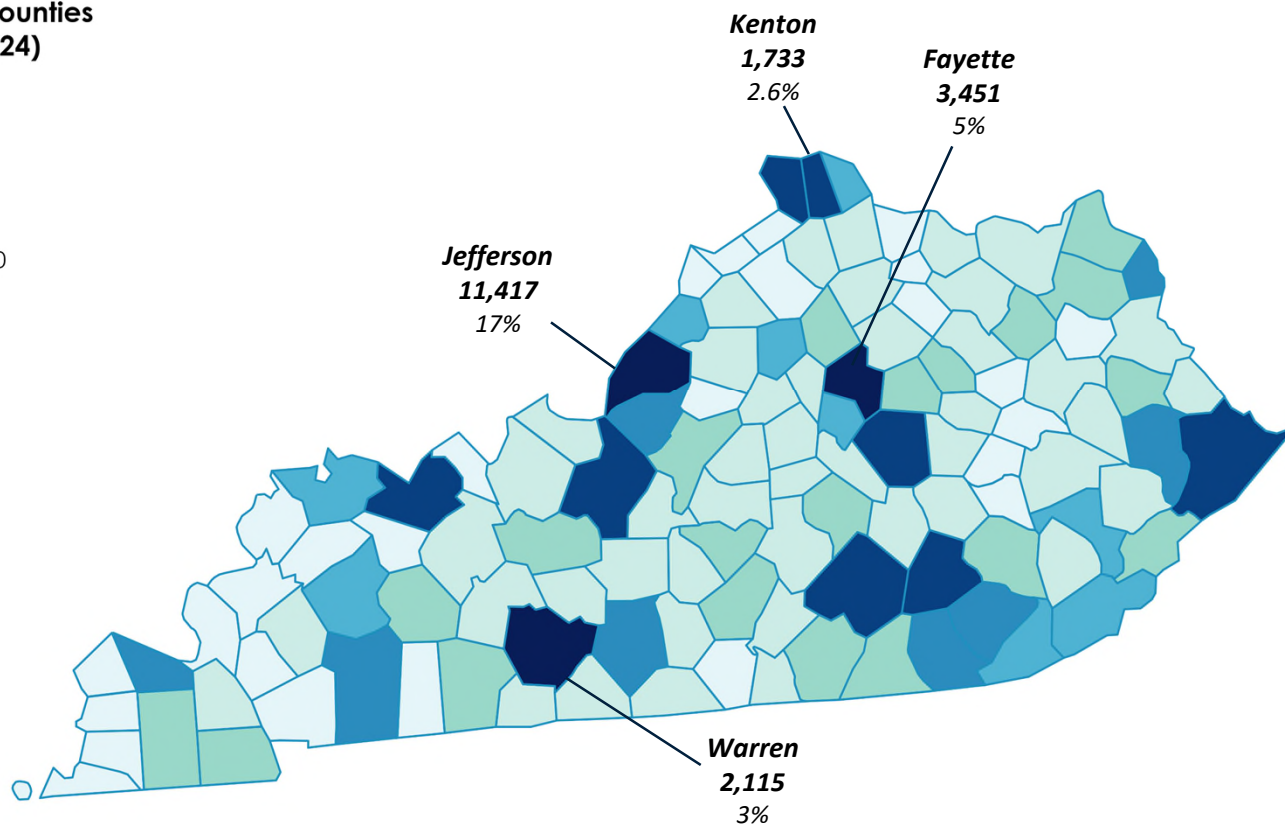 ounties
24)
0
Kenton
1,733
2.6%
Fayette
3,451
5%
Jefferson
11,417
17%
Warren
2,115
3%